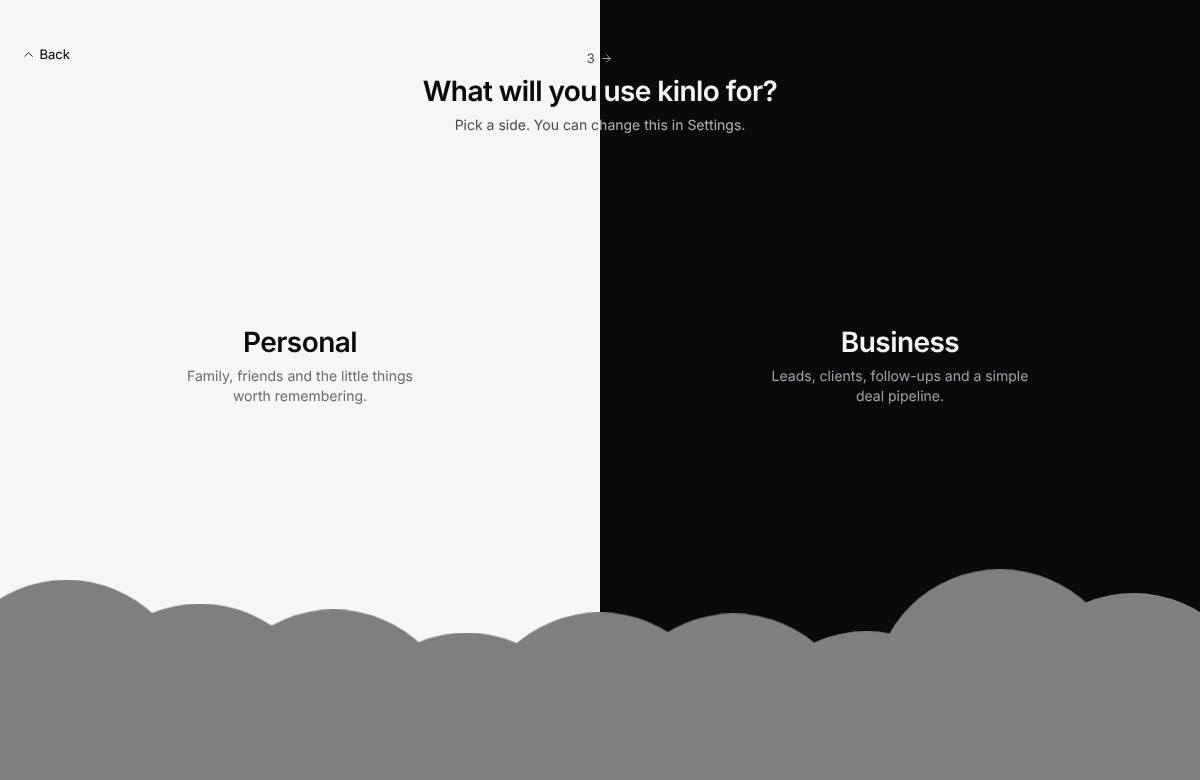 Back
3 →
What will you use kinlo for?
Pick a side. You can change this in Settings.
Personal
Family, friends and the little things
worth remembering.
Business
Leads, clients, follow-ups and a simple
deal pipeline.